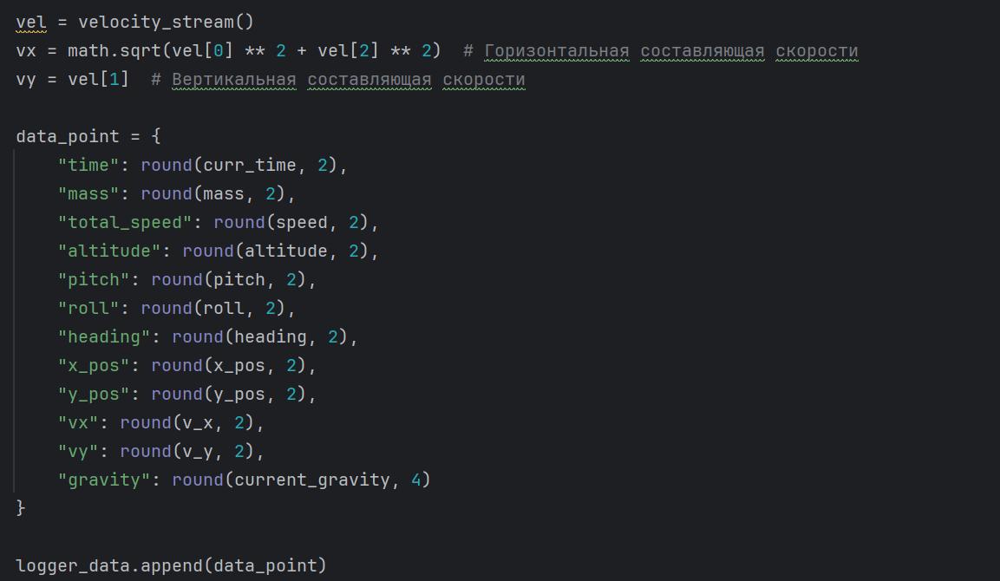 vel = velocity_stream()
vx = math.sqrt(vel[0] ** 2 + vel[2] ** 2)  # Горизонтальная составляющая скорости
vy = vel[1]  # Вертикальная составляющая скорости

data_point = {
    "time": round(curr_time, 2),
    "mass": round(mass, 2),
    "total_speed": round(speed, 2),
    "altitude": round(altitude, 2),
    "pitch": round(pitch, 2),
    "roll": round(roll, 2),
    "heading": round(heading, 2),
    "x_pos": round(x_pos, 2),
    "y_pos": round(y_pos, 2),
    "vx": round(v_x, 2),
    "vy": round(v_y, 2),
    "gravity": round(current_gravity, 4)
}

logger_data.append(data_point)